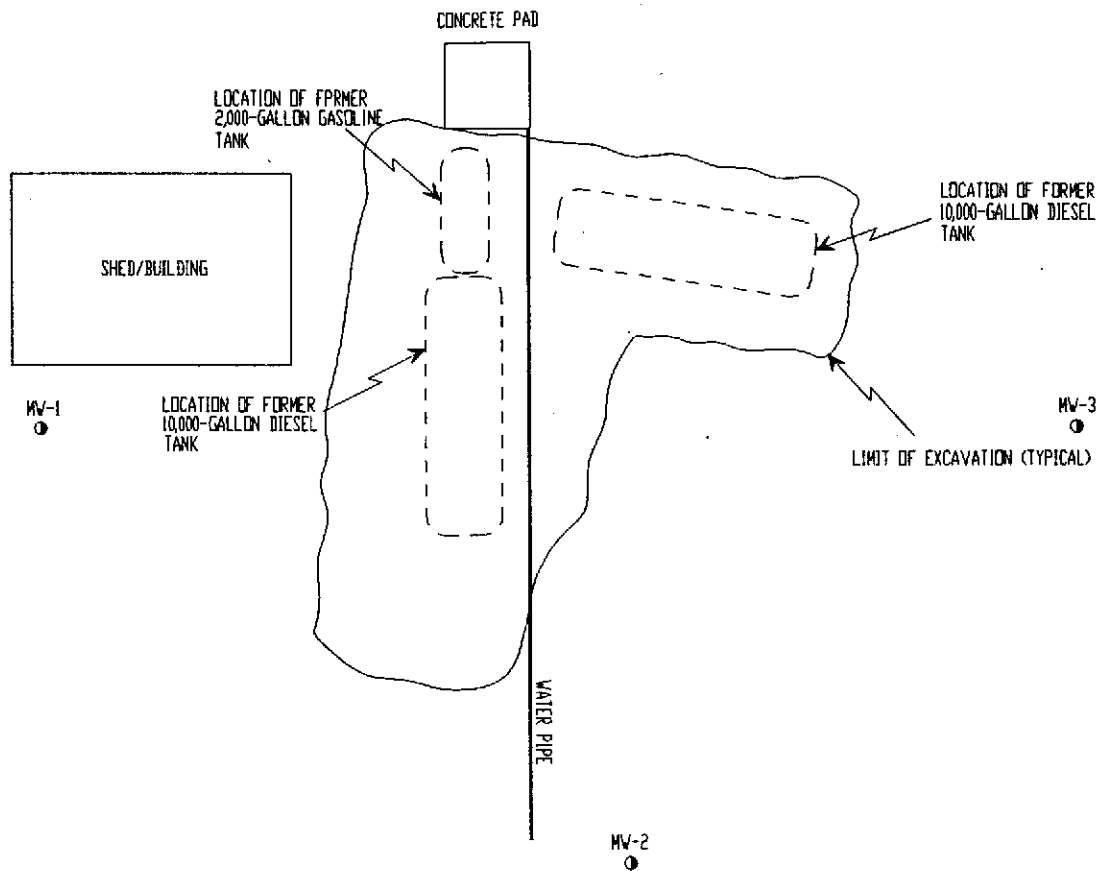 CONCRETE PAD
LOCATION OF FPRMER
2,000-GALLON GASOLINE
TANK
LOCATION OF FORMER
10,000-GALLON DIESEL
TANK
SHED/BUILDING
MW-1
LOCATION OF FORMER
10,000-GALLON DIESEL
TANK
MW-3
LIMIT OF EXCAVATION (TYPICAL)
WATER PIPE
MW-2